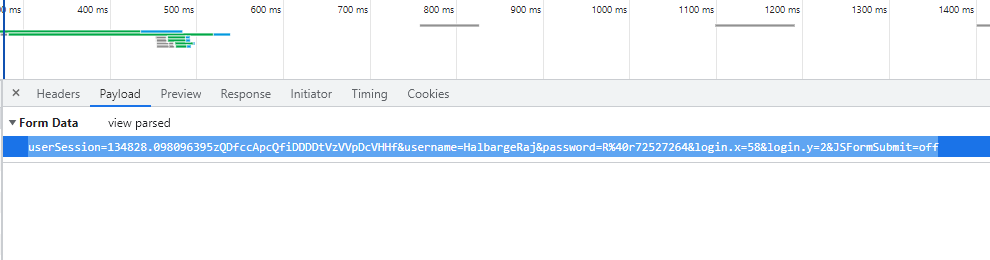 0 ms 400 ms 500 ms 600 ms 700 ms 800 ms 900 ms 1000 ms 1100 ms 1200 ms 1300 ms 1400 ms
× Headers Payload Preview Response Initiator Timing Cookies
▼ Form Data view parsed
userSession=134828.098096395zQDfccApcQfiDDDDtVzVVpDcVHHf&username=HalbargeRaj&password=R%40r72527264&login.x=58&login.y=2&JSFormSubmit=off